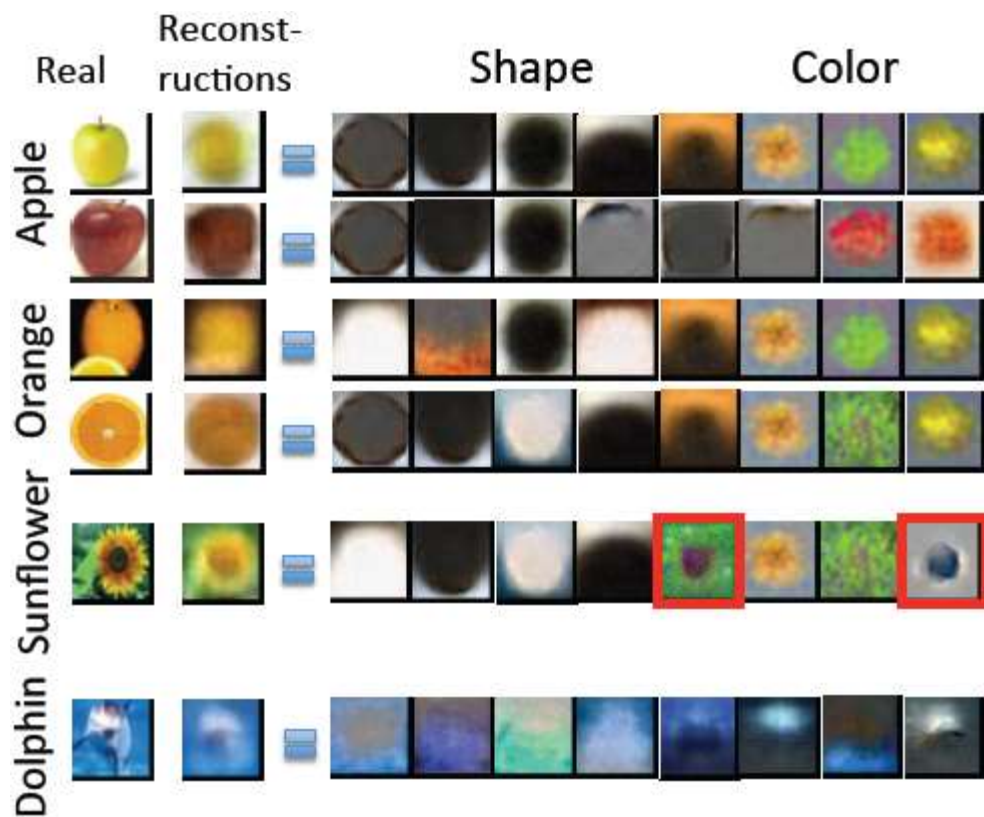 Real
Reconst-
ructions
Shape
Color
Apple
Orange
Sunflower
Dolphin